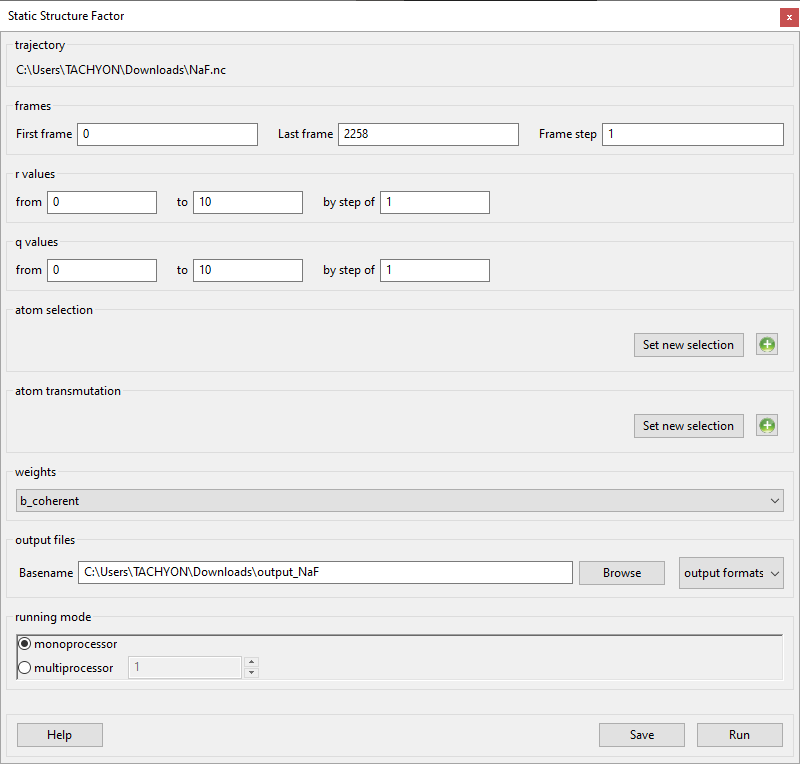 Static Structure Factor
x
trajectory
C:\Users\TACHYON\Downloads\NaF.nc
frames
First frame 0 Last frame 2258 Frame step 1
r values
from 0 to 10 by step of 1
q values
from 0 to 10 by step of 1
atom selection
Set new selection
atom transmutation
Set new selection
weights
b_coherent
output files
Basename C:\Users\TACHYON\Downloads\output_NaF Browse output formats
running mode
monoprocessor
multiprocessor 1
Help Save Run